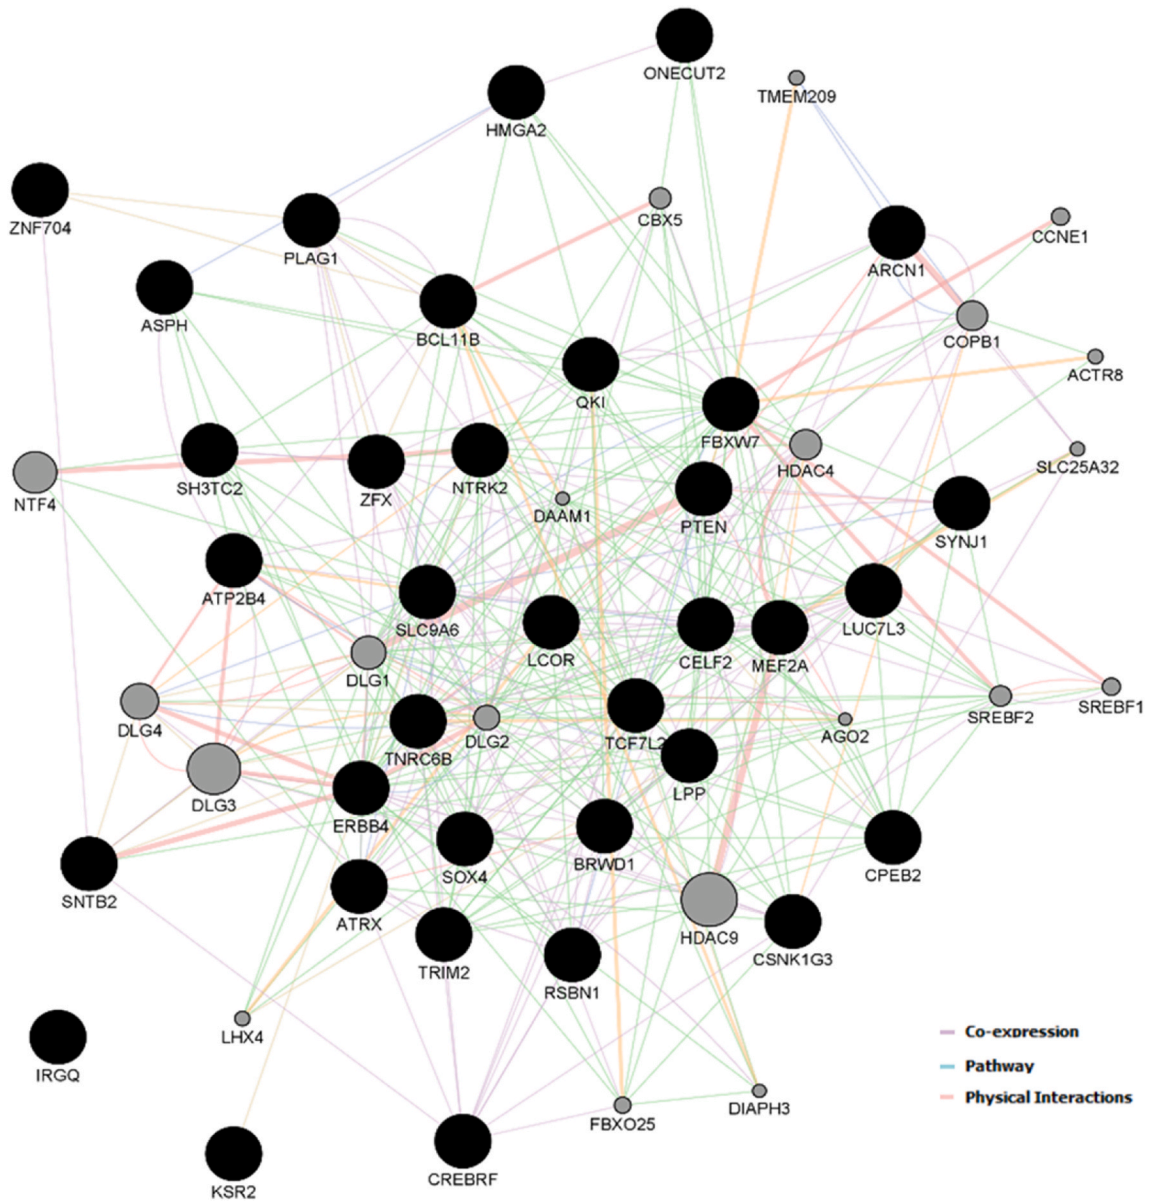 ONECUT2
TMEM209
HMGA2
ZNF704
CBX5
CCNE1
PLAG1
ARCN1
ASPH
BCL11B
COPB1
ACTR8
QKI
FBXW7
HDAC4
SLC25A32
NTF4
SH3TC2
ZFX
NTRK2
DAAM1
PTEN
SYNJ1
ATP2B4
SLC9A6
LCOR
CELF2
MEF2A
LUC7L3
DLG1
DLG4
TNRC6B
DLG2
TCF7L2
AGO2
SREBF2
SREBF1
DLG3
ERBB4
LPP
SNTB2
SOX4
BRWD1
CPEB2
ATRX
HDAC9
CSNK1G3
TRIM2
RSBN1
LHX4
IRGQ
Co-expression
Pathway
Physical Interactions
FBXO25
DIAPH3
KSR2
CREBRF